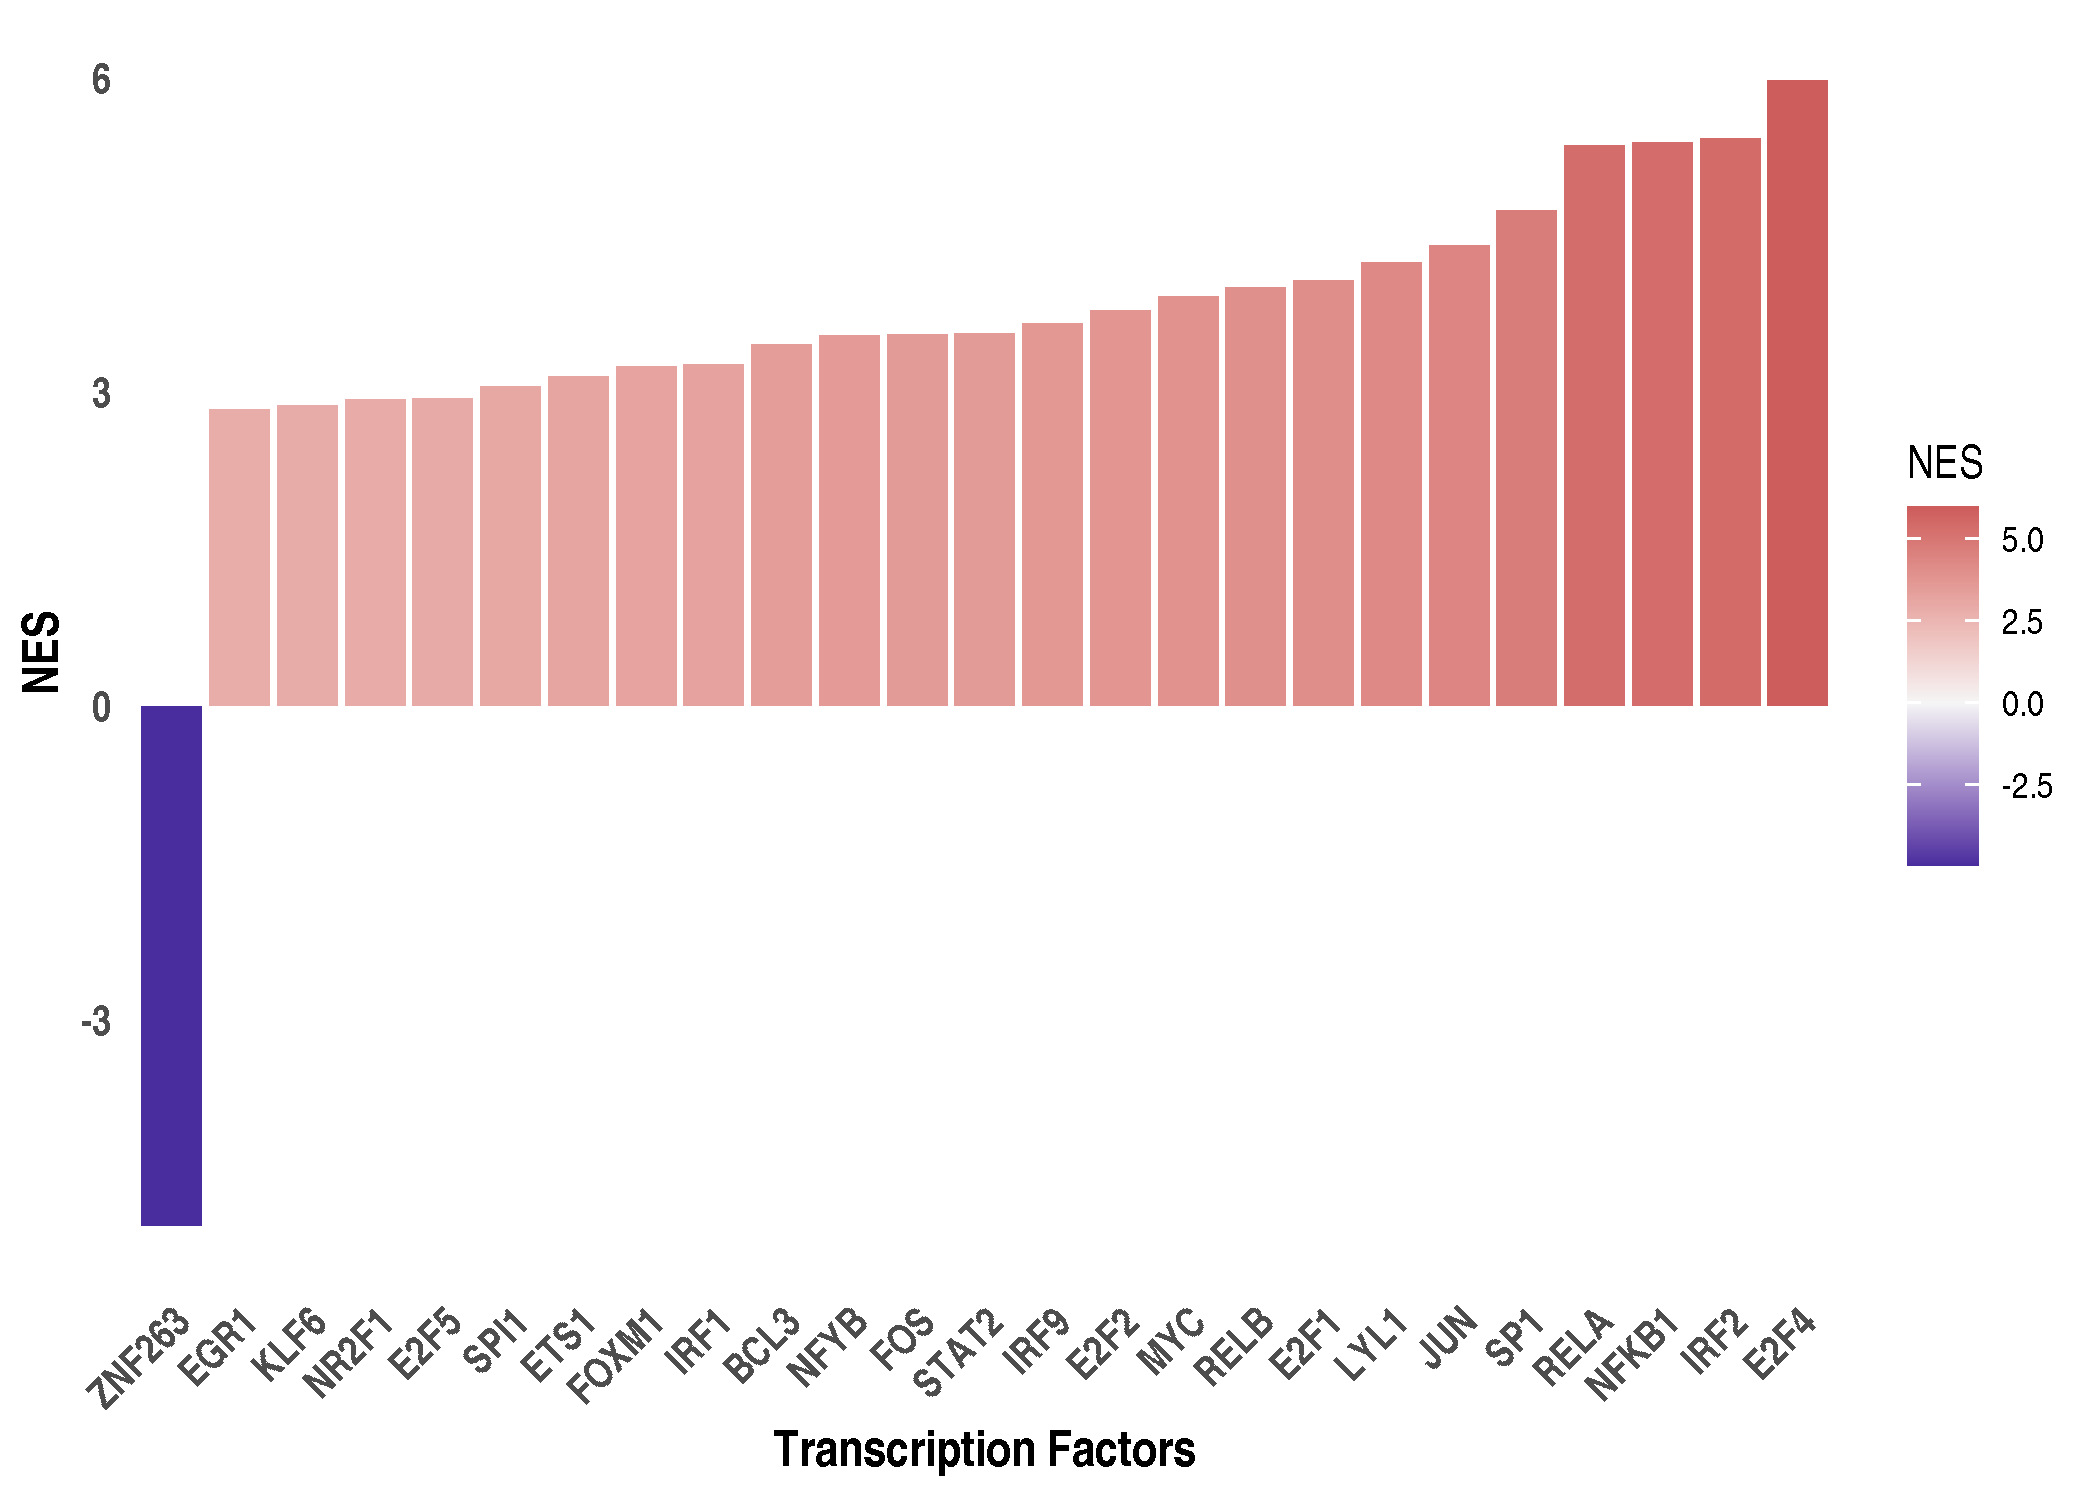 6
3
0
-3
NES
ZNF263
EGR1
KLF6
NR2F1
E2F5
SPI1
ETS1
FOXM1
IRF1
BCL3
NFYB
FOS
STAT2
IRF9
E2F2
MYC
RELB
E2F1
LYL1
JUN
SP1
RELA
NFKB1
IRF2
E2F4
Transcription Factors
NES
5.0
2.5
0.0
-2.5